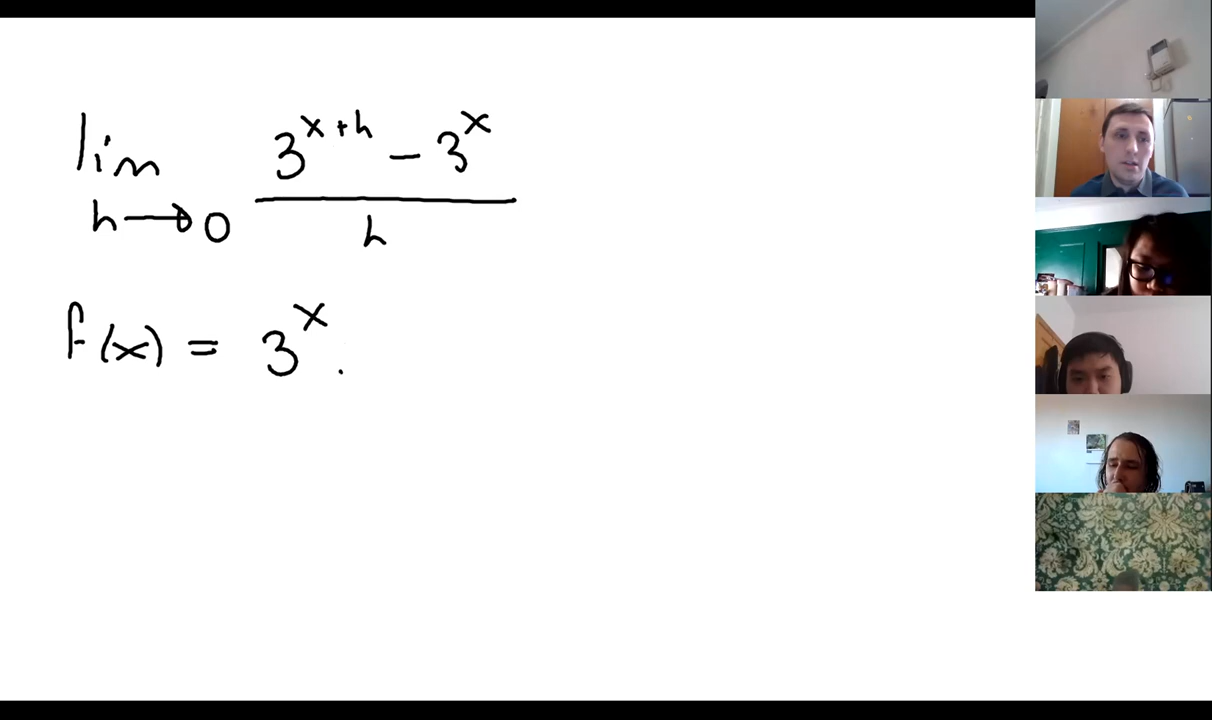 lim 3^{x+h} - 3^x
h→0 h
f(x) = 3^x.